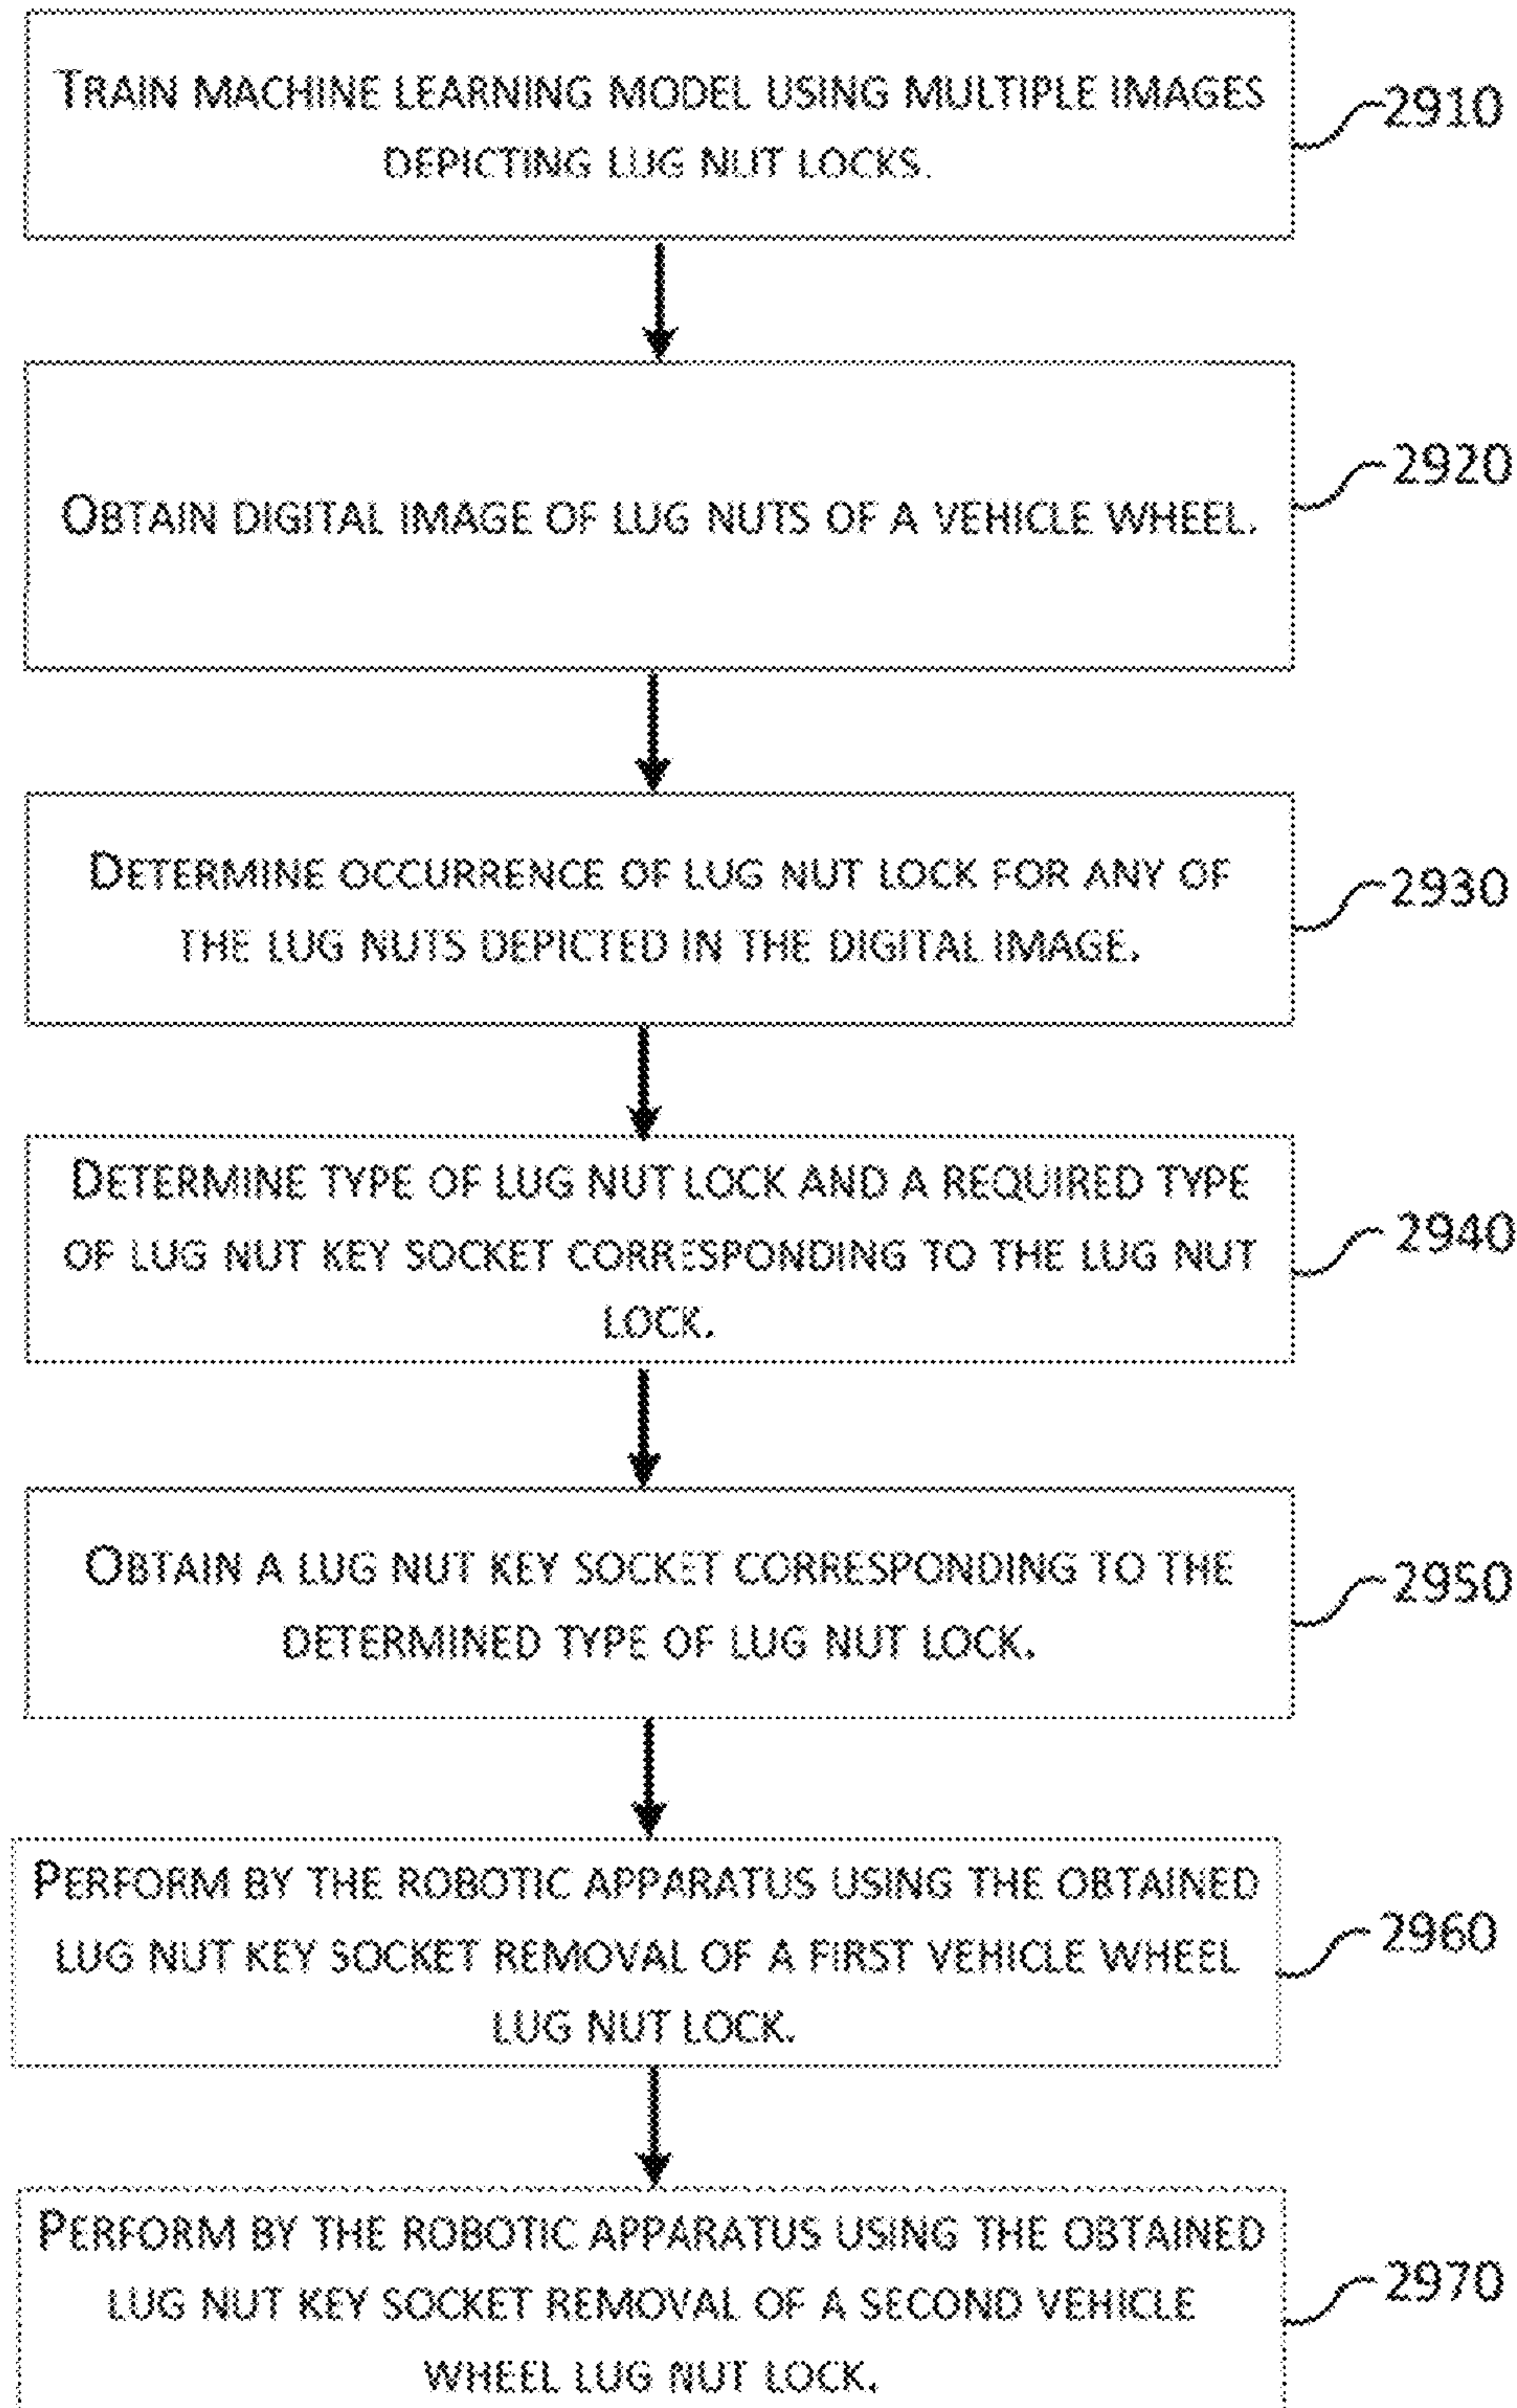 TRAIN MACHINE LEARNING MODEL USING MULTIPLE IMAGES
DEPICTING LUG NUT LOCKS.
2910
OBTAIN DIGITAL IMAGE OF LUG NUTS OF A VEHICLE WHEEL.
2920
DETERMINE OCCURRENCE OF LUG NUT LOCK FOR ANY OF
THE LUG NUTS DEPICTED IN THE DIGITAL IMAGE.
2930
DETERMINE TYPE OF LUG NUT LOCK AND A REQUIRED TYPE
OF LUG NUT KEY SOCKET CORRESPONDING TO THE LUG NUT
LOCK.
2940
OBTAIN A LUG NUT KEY SOCKET CORRESPONDING TO THE
DETERMINED TYPE OF LUG NUT LOCK.
2950
PERFORM BY THE ROBOTIC APPARATUS USING THE OBTAINED
LUG NUT KEY SOCKET REMOVAL OF A FIRST VEHICLE WHEEL
LUG NUT LOCK.
2960
PERFORM BY THE ROBOTIC APPARATUS USING THE OBTAINED
LUG NUT KEY SOCKET REMOVAL OF A SECOND VEHICLE
WHEEL LUG NUT LOCK.
2970